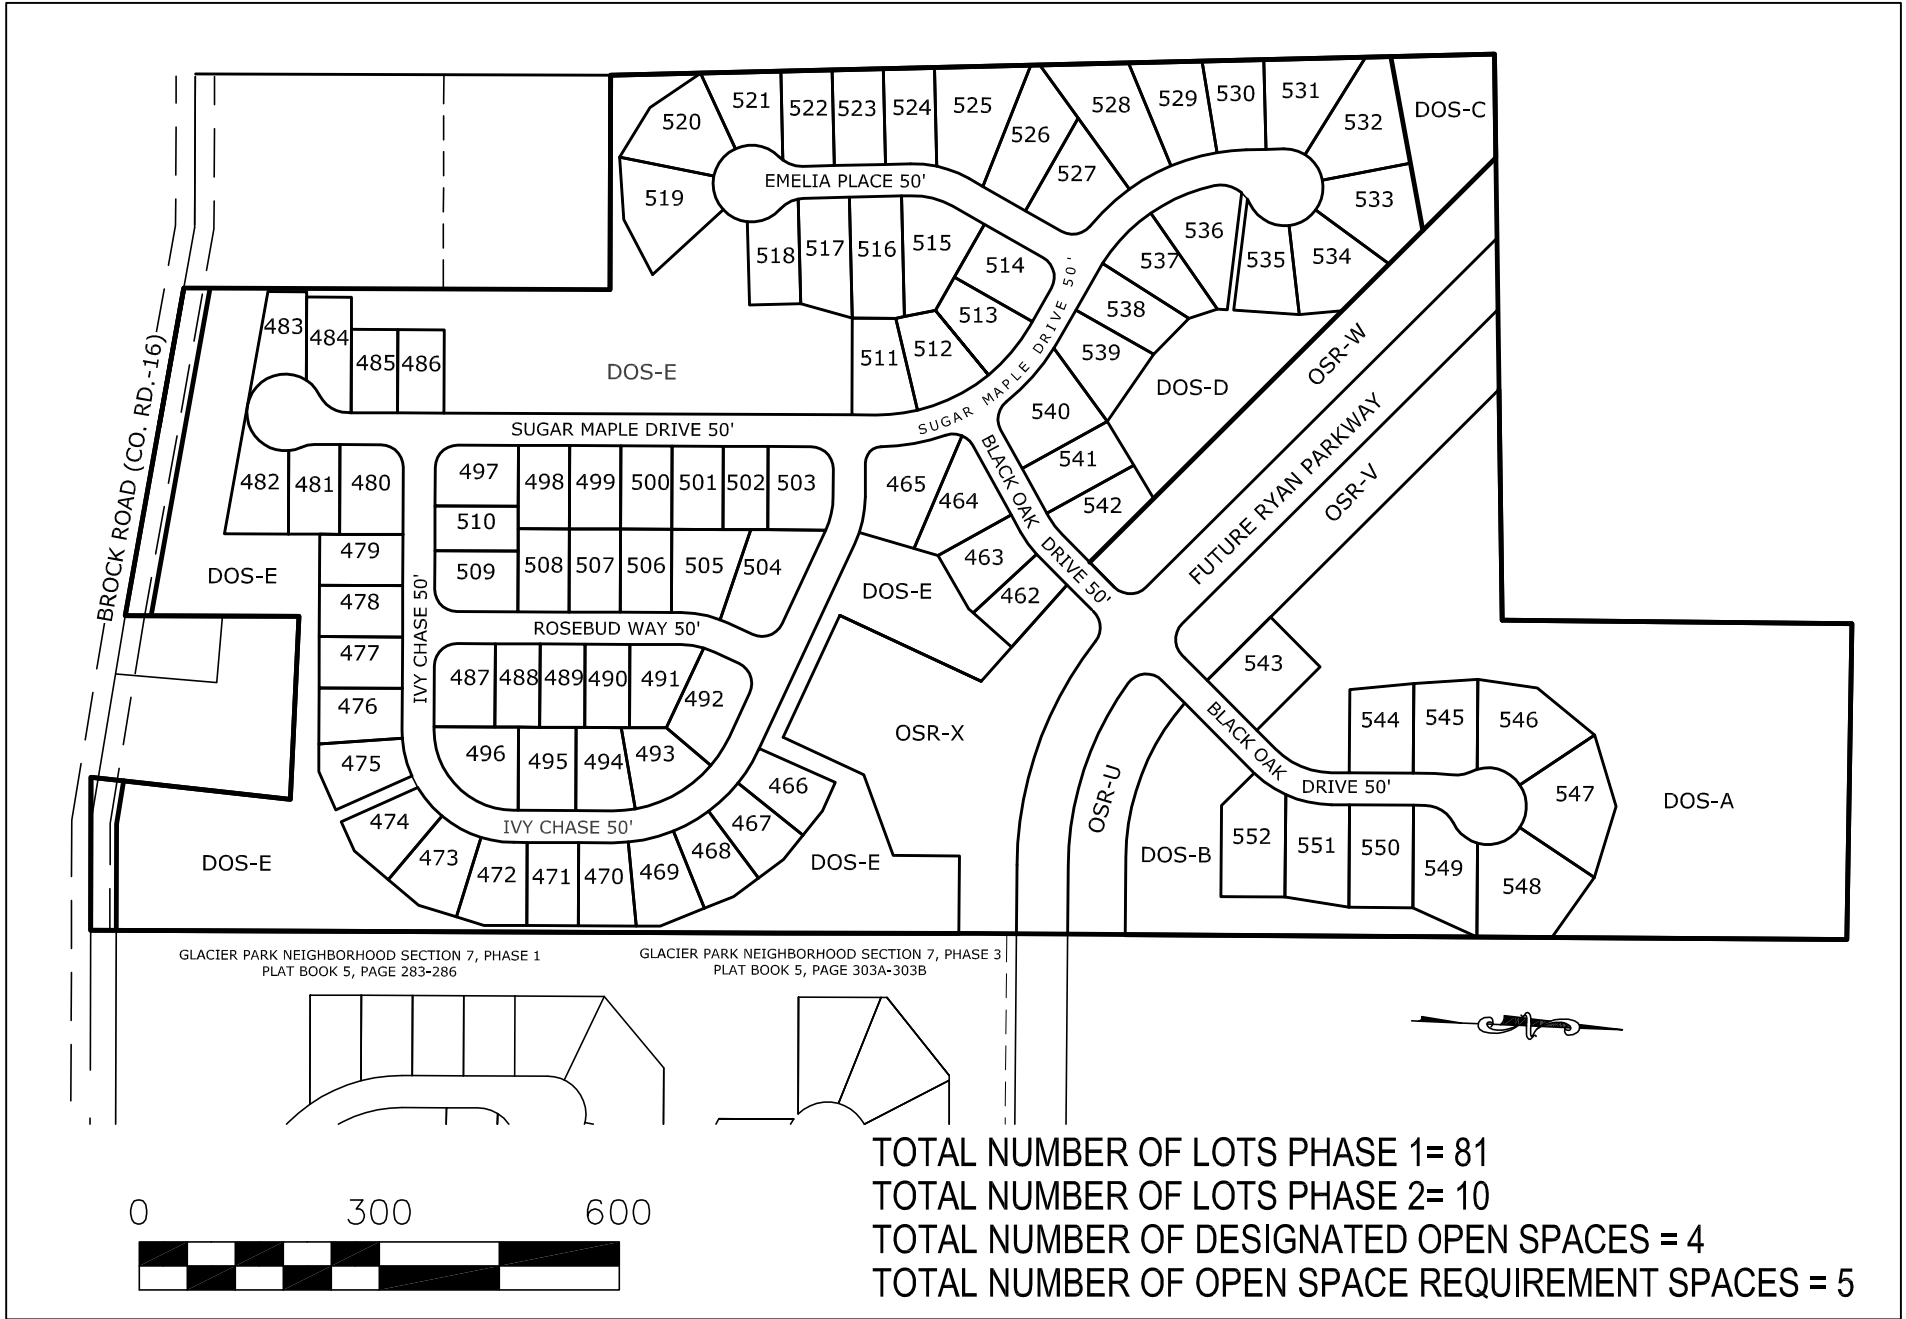 521
522
523
524
525
528
529
530
531
532
DOS-C
520
526
527
519
EMELIA PLACE 50'
533
518
517
516
515
514
513
512
511
537
536
535
534
538
539
540
541
542
DOS-D
OSR-W
FUTURE RYAN PARKWAY
OSR-V
BROCK ROAD (CO. RD.-16)
483
484
485
486
DOS-E
SUGAR MAPLE DRIVE 50'
SUGAR MAPLE DRIVE 50'
BLACK OAK DRIVE 50'
482
481
480
497
498
499
500
501
502
503
465
464
463
462
510
509
508
507
506
505
504
479
478
477
476
475
DOS-E
DOS-E
IVY CHASE 50'
ROSEBUD WAY 50'
487
488
489
490
491
492
496
495
494
493
OSR-X
OSR-U
IVY CHASE 50'
474
473
472
471
470
469
468
467
466
DOS-E
DOS-E
543
544
545
546
547
548
BLACK OAK DRIVE 50'
552
551
550
549
DOS-B
DOS-A
GLACIER PARK NEIGHBORHOOD SECTION 7, PHASE 1
PLAT BOOK 5, PAGE 283-286
GLACIER PARK NEIGHBORHOOD SECTION 7, PHASE 3
PLAT BOOK 5, PAGE 303A-303B
0 300 600
TOTAL NUMBER OF LOTS PHASE 1= 81
TOTAL NUMBER OF LOTS PHASE 2= 10
TOTAL NUMBER OF DESIGNATED OPEN SPACES = 4
TOTAL NUMBER OF OPEN SPACE REQUIREMENT SPACES = 5